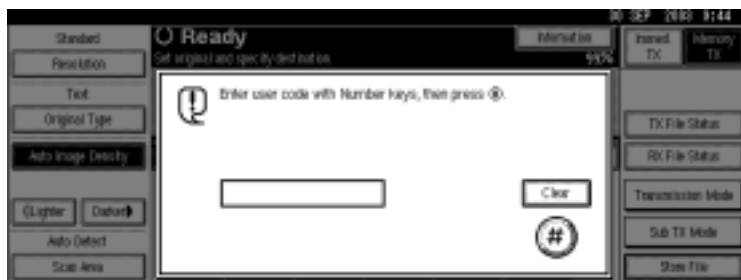 30 SEP 2003 9:44
Standard
Resolution
Text
Original Type
Auto Image Density
Lighter
Darker
Auto Detect
Scan Area
Ready
Set original and specify destination.
Information
99%
Enter user code with Number keys, then press #.
Clear
#
Immed. TX
Memory TX
TX File Status
RX File Status
Transmission Mode
Sub TX Mode
Store File